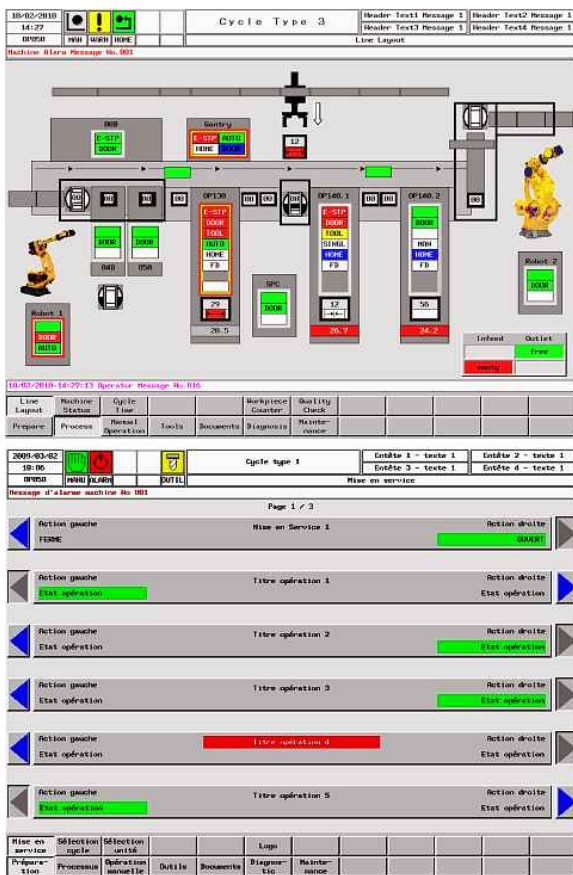 18/02/2010
14:27
OP050
MAN WARN HOME
Cycle Type 3
Header Text1 Message 1 Header Text2 Message 1
Header Text3 Message 1 Header Text4 Message 1
Line Layout
Machine Alarm Message No.001
Gantry
E-STP
DOOR
E-STP AUTO
HOME DOOR
12
OP130
OP140.1
OP140.2
E-STP
DOOR
TOOL
AUTO
HOME
FD
E-STP
DOOR
TOOL
SINGL
HOME
FD
DOOR
MAN
HOME
FD
DOOR
DOOR
05A
SPC
DOOR
Robot 1
DOOR
AUTO
Robot 2
DOOR
29
12
56
28.5
26.7
24.2
Infeed Outlet
free
empty
18/02/2010-14:27:13 Operator Message No.016
Line Layout Machine Status Cycle Time Workpiece Counter Quality Check
Prepare Process Manual Operation Tools Documents Diagnosis Maintenance
2009/03/02
18:06
OP050
MANU ALARM OUTIL
Cycle type 1
Entête 1 - texte 1 Entête 2 - texte 1
Entête 3 - texte 1 Entête 4 - texte 1
Mise en service
Message d'alarme machine No 001
Page 1 / 3
Action gauche Mise en Service 1 Action droite
FERME OUVERT
Action gauche Titre opération 1 Action droite
Etat opération Etat opération
Action gauche Titre opération 2 Action droite
Etat opération Etat opération
Action gauche Titre opération 3 Action droite
Etat opération Etat opération
Action gauche Titre opération 4 Action droite
Etat opération Etat opération
Action gauche Titre opération 5 Action droite
Etat opération Etat opération
Mise en service Sélection cycle Sélection unité Logo
Prépara-tion Processus Opération manuelle Outils Documents Diagnos-tic Mainte-nance